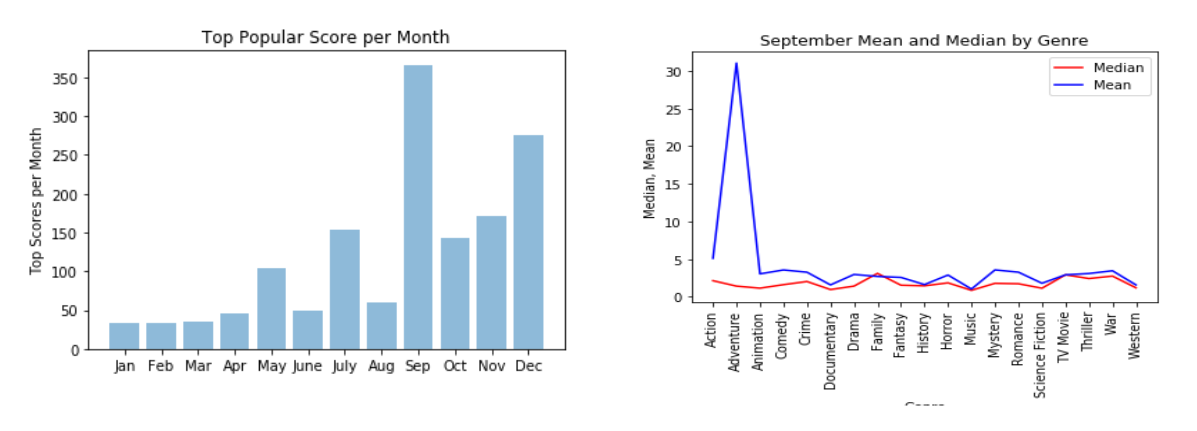 Top Popular Score per Month
Top Scores per Month
350
300
250
200
150
100
50
0
Jan Feb Mar Apr May June July Aug Sep Oct Nov Dec
September Mean and Median by Genre
Median, Mean
30
25
20
15
10
5
0
Median
Mean
Action
Adventure
Animation
Comedy
Crime
Documentary
Drama
Family
Fantasy
History
Horror
Music
Mystery
Romance
Science Fiction
TV Movie
Thriller
War
Western